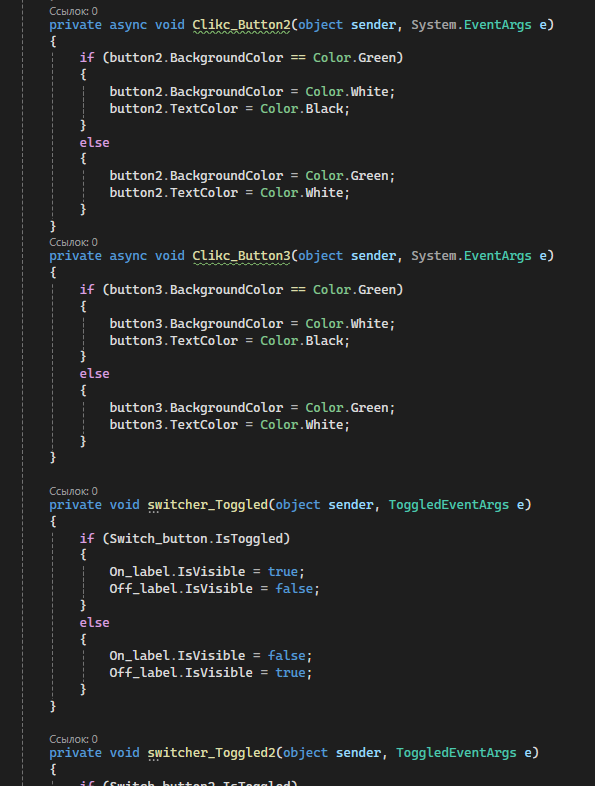 Ссылок: 0
private async void Clikc_Button2(object sender, System.EventArgs e)
{
if (button2.BackgroundColor == Color.Green)
{
button2.BackgroundColor = Color.White;
button2.TextColor = Color.Black;
}
else
{
button2.BackgroundColor = Color.Green;
button2.TextColor = Color.White;
}
}
Ссылок: 0
private async void Clikc_Button3(object sender, System.EventArgs e)
{
if (button3.BackgroundColor == Color.Green)
{
button3.BackgroundColor = Color.White;
button3.TextColor = Color.Black;
}
else
{
button3.BackgroundColor = Color.Green;
button3.TextColor = Color.White;
}
}
Ссылок: 0
private void switcher_Toggled(object sender, ToggledEventArgs e)
{
if (Switch_button.IsToggled)
{
On_label.IsVisible = true;
Off_label.IsVisible = false;
}
else
{
On_label.IsVisible = false;
Off_label.IsVisible = true;
}
}
Ссылок: 0
private void switcher_Toggled2(object sender, ToggledEventArgs e)
{
if (Switch_button2.IsToggled)